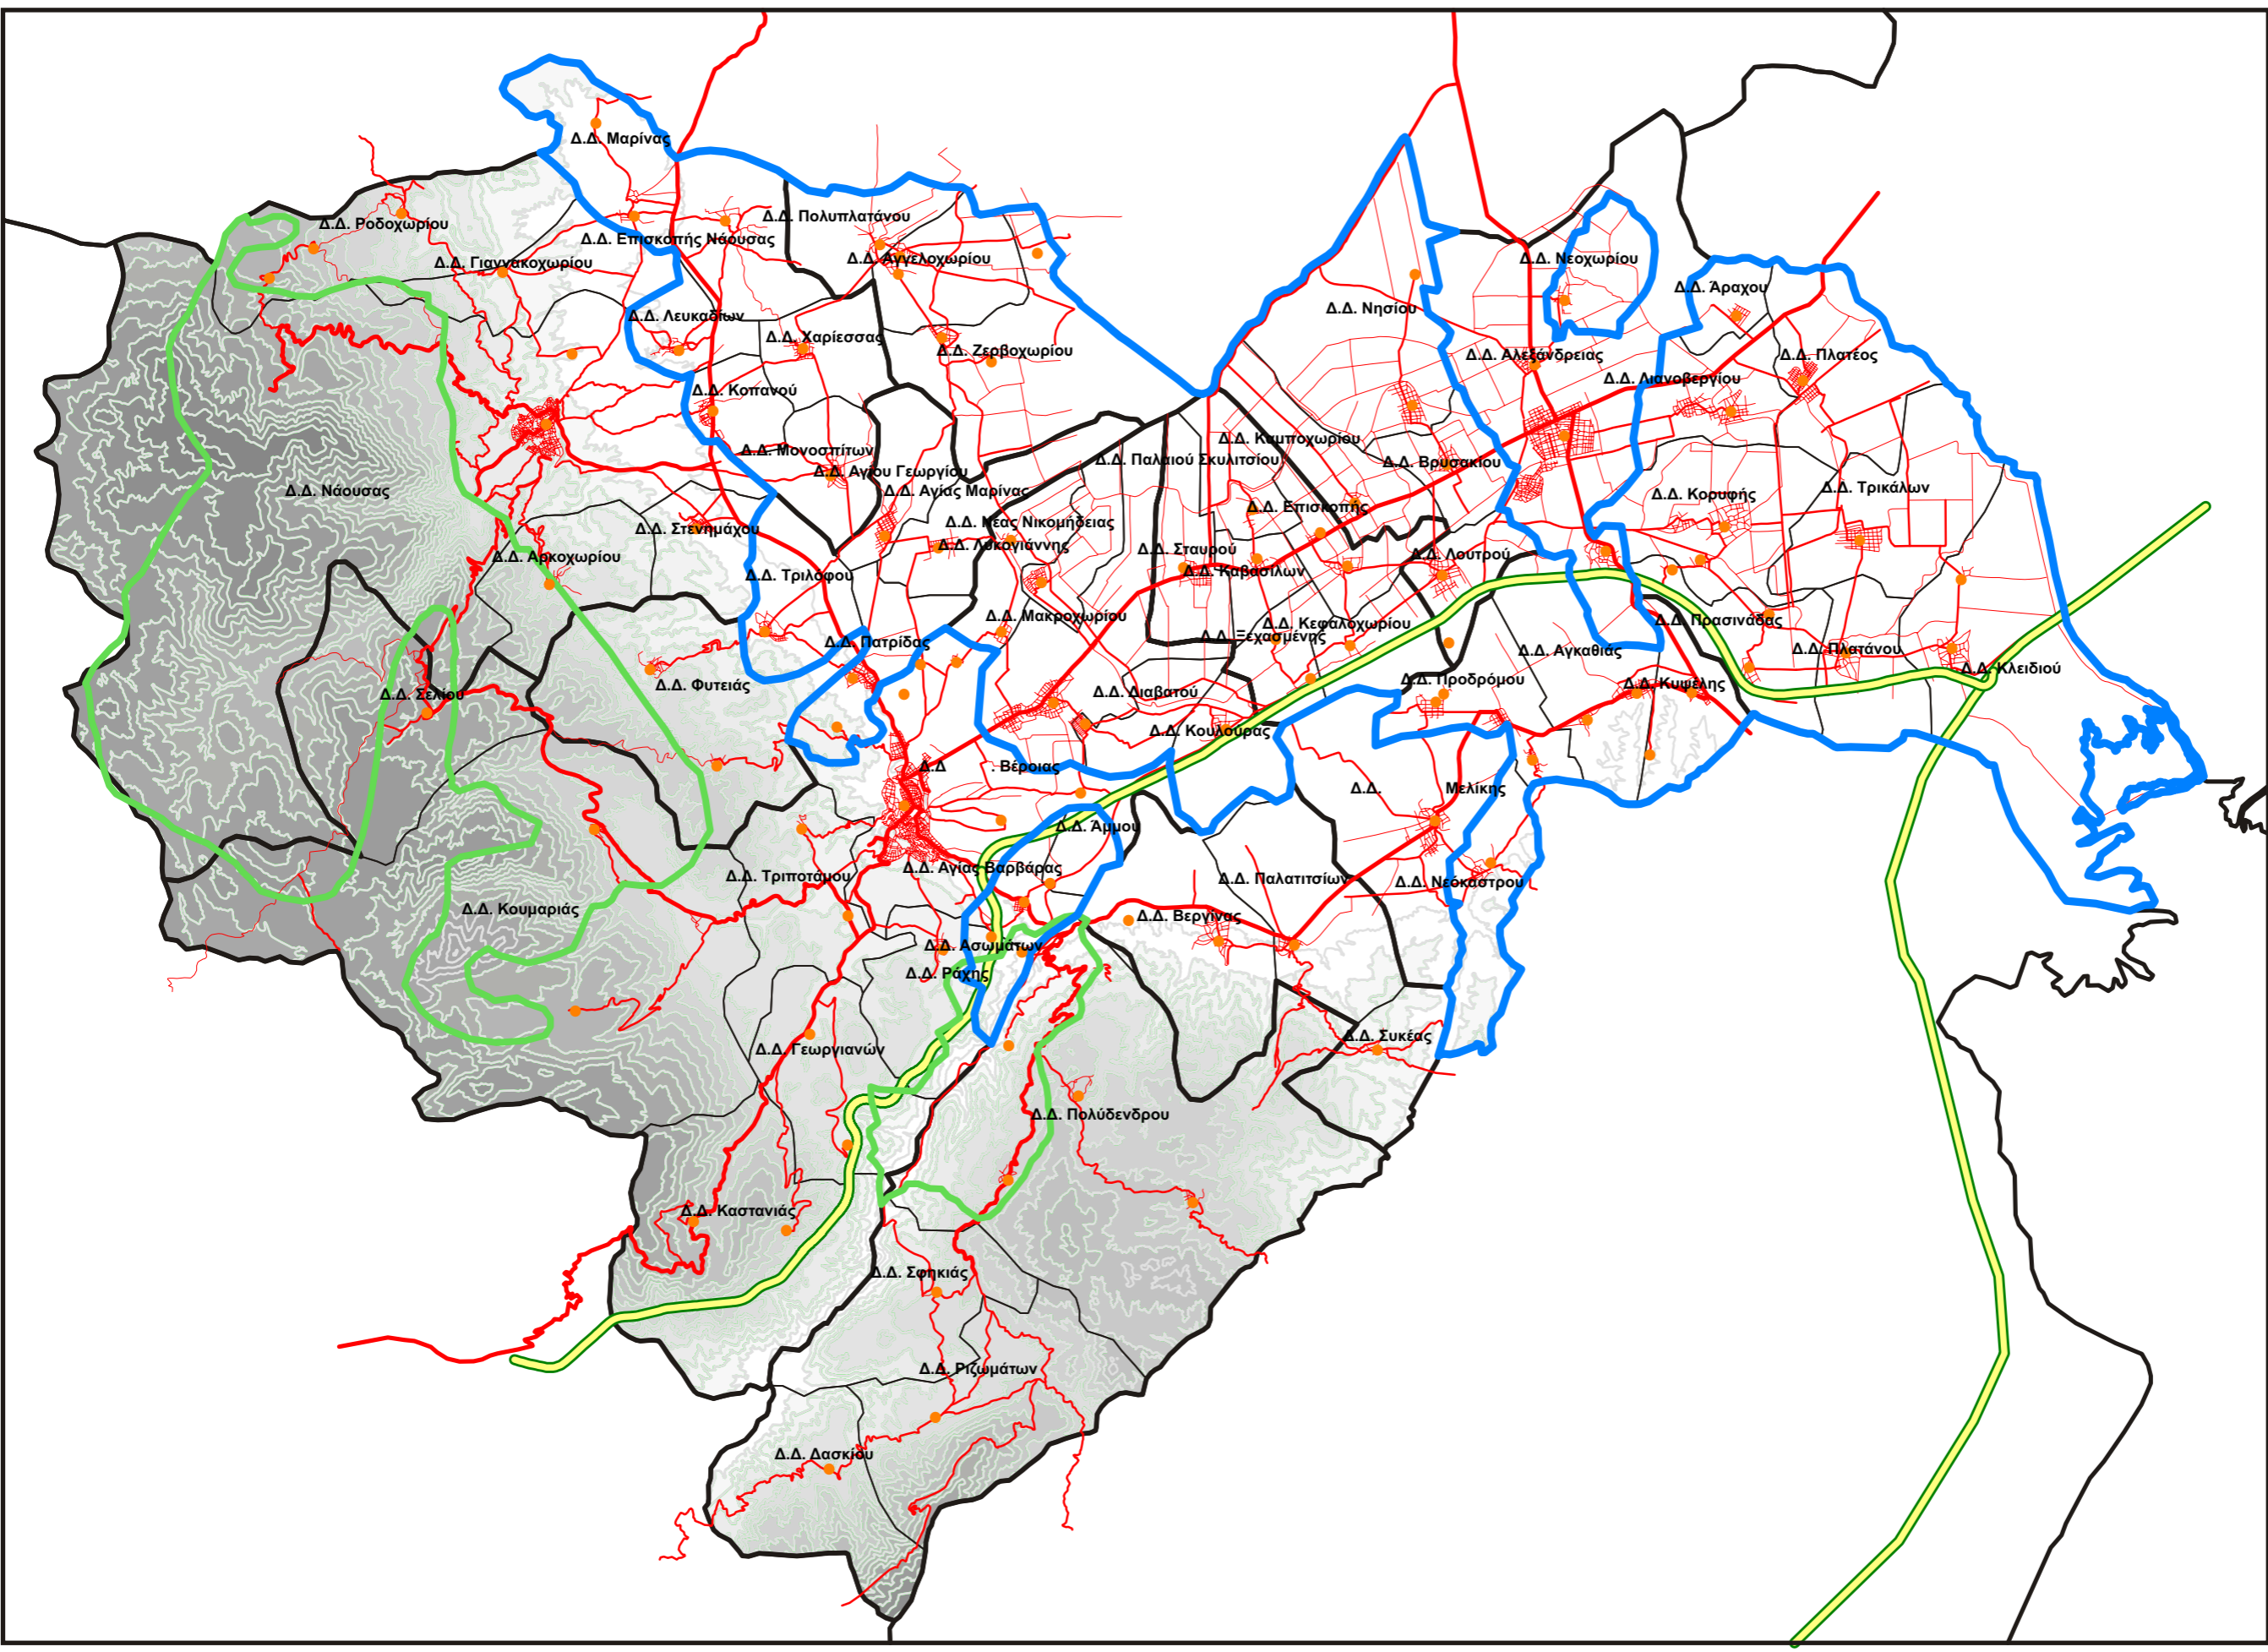 Δ.Δ. Μαρίνας
Δ.Δ. Ροδοχωρίου
Δ.Δ. Πολυπλατάνου
Δ.Δ. Επισκοπής Νάουσας
Δ.Δ. Γιαννακοχωρίου
Δ.Δ. Αγγελοχωρίου
Δ.Δ. Νεοχωρίου
Δ.Δ. Άραχου
Δ.Δ. Νησίου
Δ.Δ. Λευκαδίων
Δ.Δ. Χαρίεσσας
Δ.Δ. Ζερβοχωρίου
Δ.Δ. Αλεξάνδρειας
Δ.Δ. Πλατέος
Δ.Δ. Λιανοβεργίου
Δ.Δ. Κοπανού
Δ.Δ. Καμποχωρίου
Δ.Δ. Μονοσπίτων
Δ.Δ. Παλαιού Σκυλιτσίου
Δ.Δ. Βρυσακίου
Δ.Δ. Αγίου Γεωργίου
Δ.Δ. Νάουσας
Δ.Δ. Αγίας Μαρίνας
Δ.Δ. Κορυφής
Δ.Δ. Τρικάλων
Δ.Δ. Επισκοπής
Δ.Δ. Νέας Νικομήδειας
Δ.Δ. Στενημάχου
Δ.Δ. Λυκογιάννης
Δ.Δ. Σταυρού
Δ.Δ. Λουτρού
Δ.Δ. Αρκοχωρίου
Δ.Δ. Καβασίλων
Δ.Δ. Τριλόφου
Δ.Δ. Μακροχωρίου
Δ.Δ. Κεφαλοχωρίου
Δ.Δ. Πρασινάδας
Δ.Δ. Ξεχασμένης
Δ.Δ. Πατρίδας
Δ.Δ. Αγκαθιάς
Δ.Δ. Πλατάνου
Δ.Δ. Κλειδιού
Δ.Δ. Φυτειάς
Δ.Δ. Προδρόμου
Δ.Δ. Κυψέλης
Δ.Δ. Σελίου
Δ.Δ. Διαβατού
Δ.Δ. Κουλούρας
Δ.Δ . Βέροιας
Δ.Δ. Μελίκης
Δ.Δ. Άμμου
Δ.Δ. Αγίας Βαρβάρας
Δ.Δ. Τριποτάμου
Δ.Δ. Παλατιτσίων
Δ.Δ. Νεόκαστρου
Δ.Δ. Κουμαριάς
Δ.Δ. Βεργίνας
Δ.Δ. Ασωμάτων
Δ.Δ. Ράχης
Δ.Δ. Συκέας
Δ.Δ. Γεωργιανών
Δ.Δ. Πολύδενδρου
Δ.Δ. Καστανιάς
Δ.Δ. Σφηκιάς
Δ.Δ. Ριζωμάτων
Δ.Δ. Δασκίου